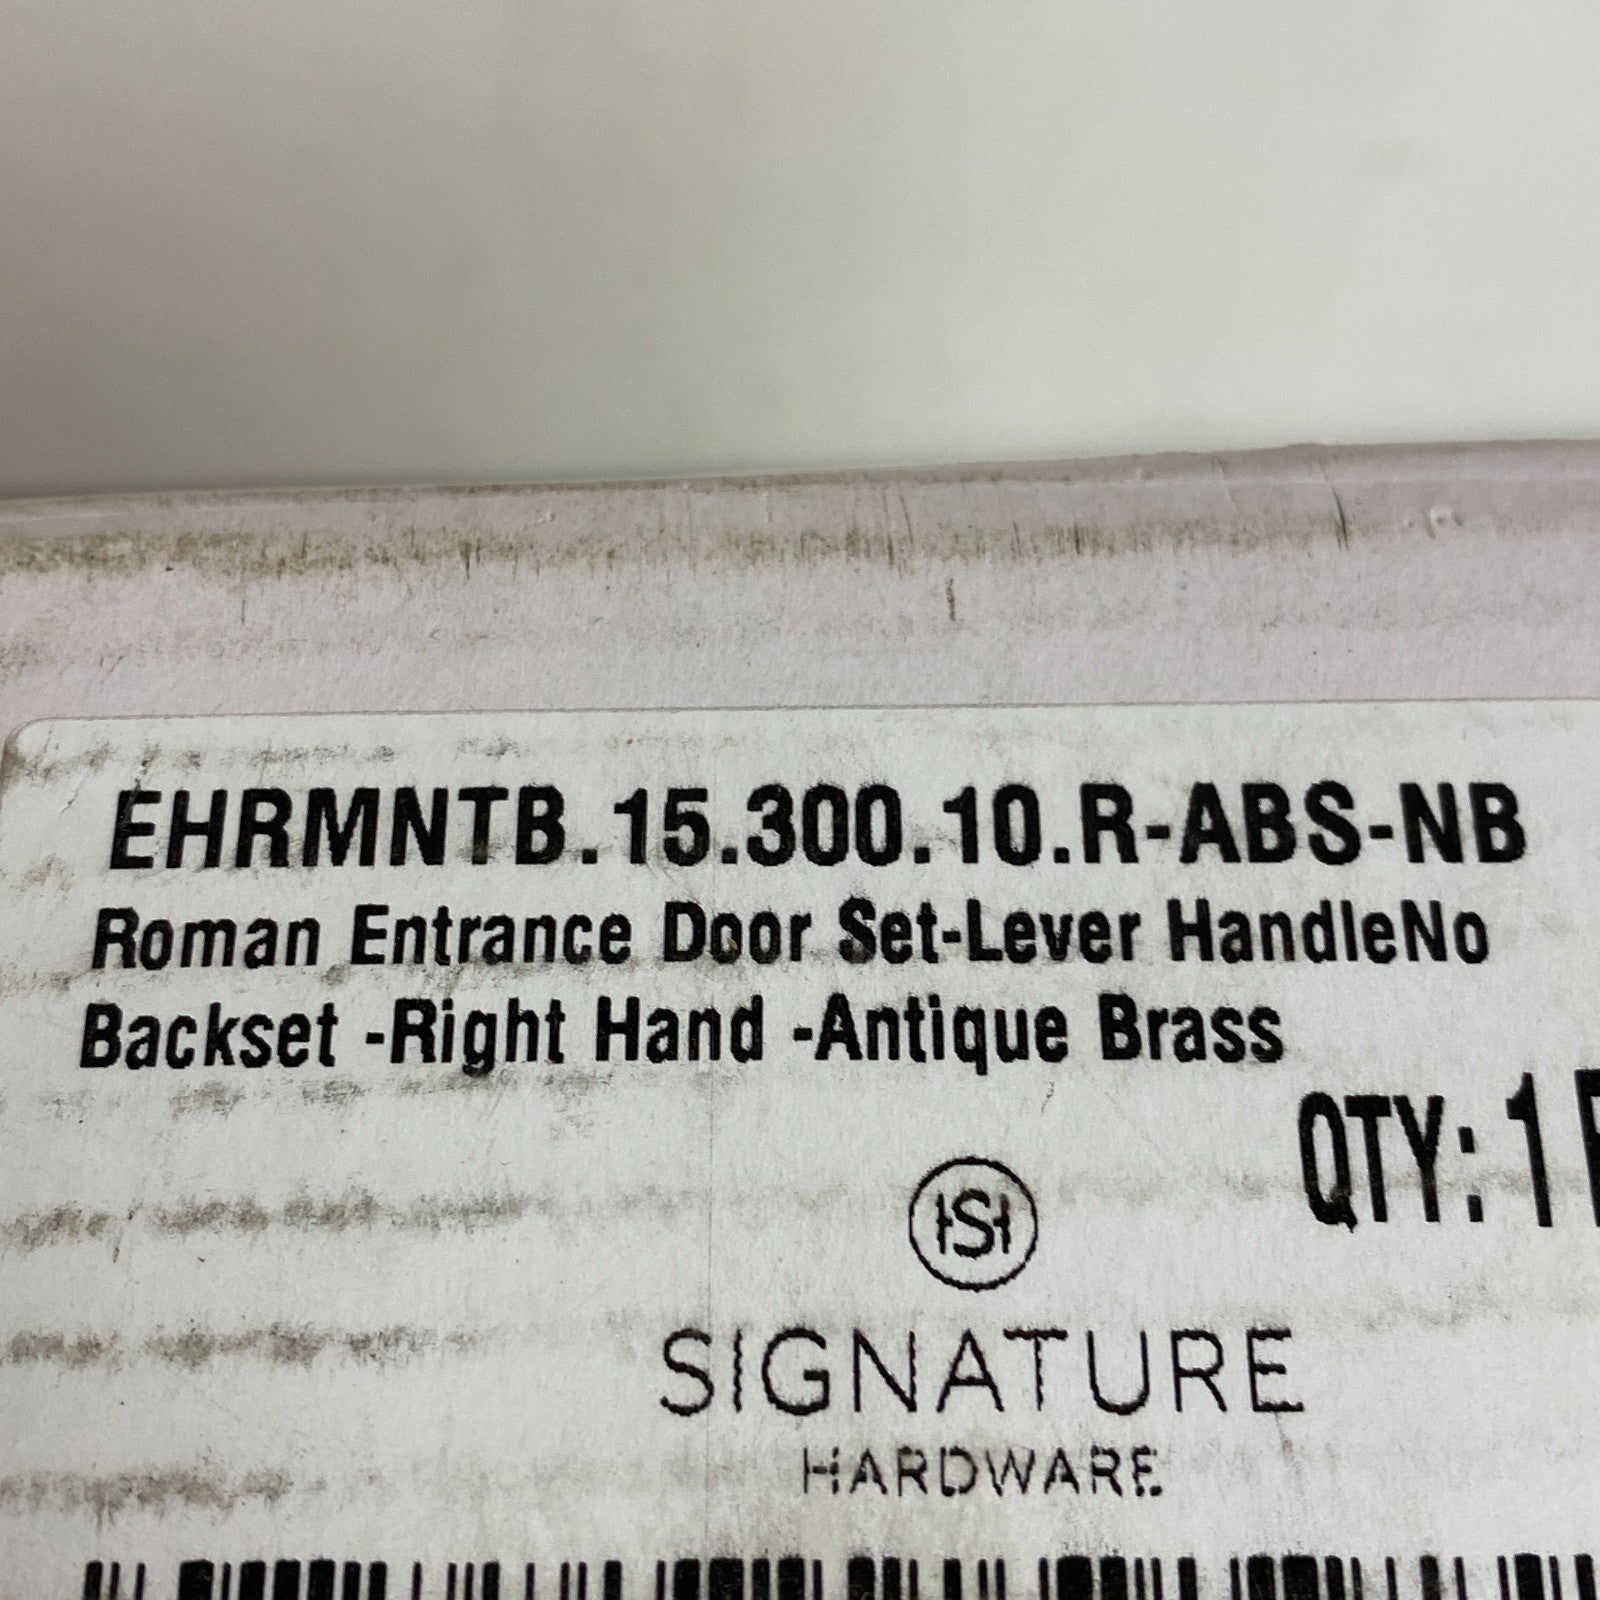 EHRMNTB.15.300.10.R-ABS-NB
Roman Entrance Door Set-Lever HandleNo
Backset -Right Hand -Antique Brass
QTY: 1
HS
SIGNATURE
HARDWARE